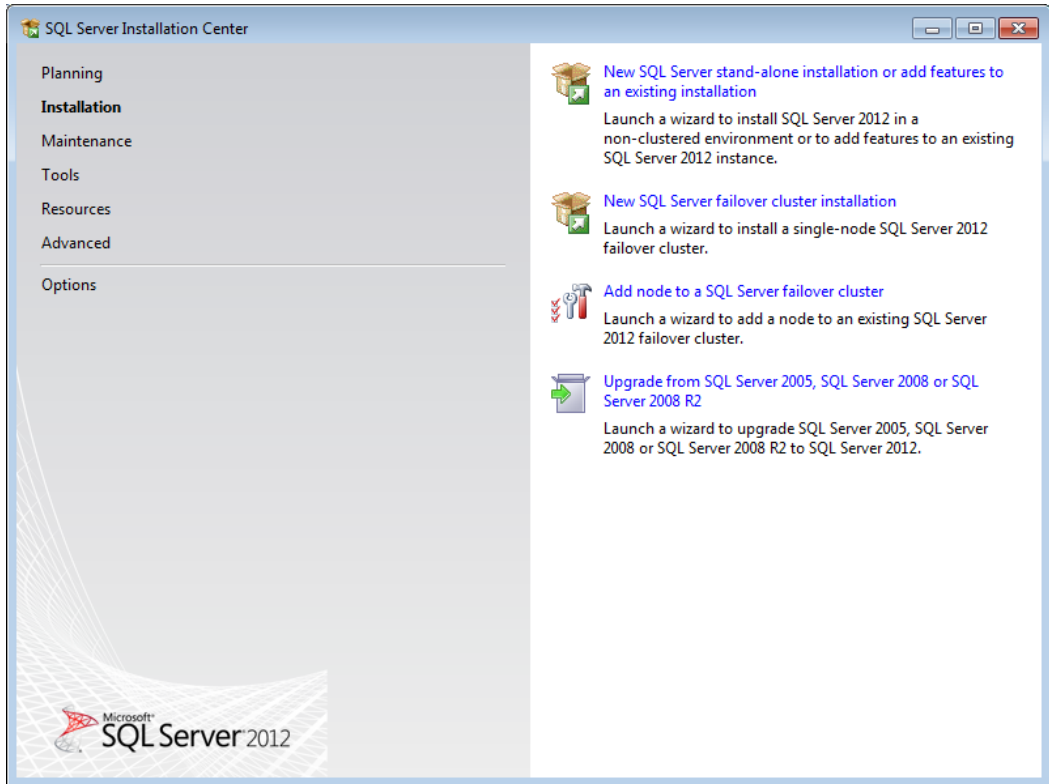 SQL Server Installation Center
Planning
Installation
Maintenance
Tools
Resources
Advanced
Options
New SQL Server stand-alone installation or add features to
an existing installation
Launch a wizard to install SQL Server 2012 in a
non-clustered environment or to add features to an existing
SQL Server 2012 instance.
New SQL Server failover cluster installation
Launch a wizard to install a single-node SQL Server 2012
failover cluster.
Add node to a SQL Server failover cluster
Launch a wizard to add a node to an existing SQL Server
2012 failover cluster.
Upgrade from SQL Server 2005, SQL Server 2008 or SQL
Server 2008 R2
Launch a wizard to upgrade SQL Server 2005, SQL Server
2008 or SQL Server 2008 R2 to SQL Server 2012.
Microsoft®
SQL Server 2012